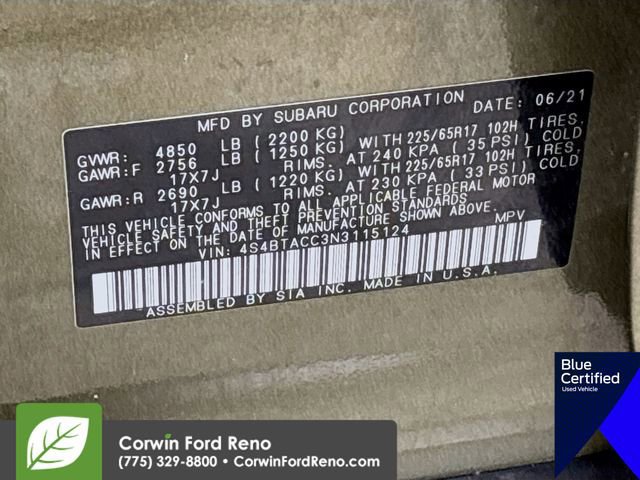 MFD BY SUBARU CORPORATION DATE: 06/21
GVWR: 4850 LB (2200 KG)
GAWR:F 2756 LB (1250 KG) WITH 225/65R17 102H TIRES,
17X7J RIMS. AT 240 KPA (35 PSI) COLD
GAWR:R 2690 LB (1220 KG) WITH 225/65R17 102H TIRES,
17X7J RIMS. AT 230 KPA (33 PSI) COLD
THIS VEHICLE CONFORMS TO ALL APPLICABLE FEDERAL MOTOR
VEHICLE SAFETY AND THEFT PREVENTION STANDARDS
IN EFFECT ON THE DATE OF MANUFACTURE SHOWN ABOVE.
VIN: 4S4BTACC3N3115124 MPV
ASSEMBLED BY SIA INC. MADE IN U.S.A.
Blue
Certified
Used Vehicle
Corwin Ford Reno
(775) 329-8800 • CorwinFordReno.com